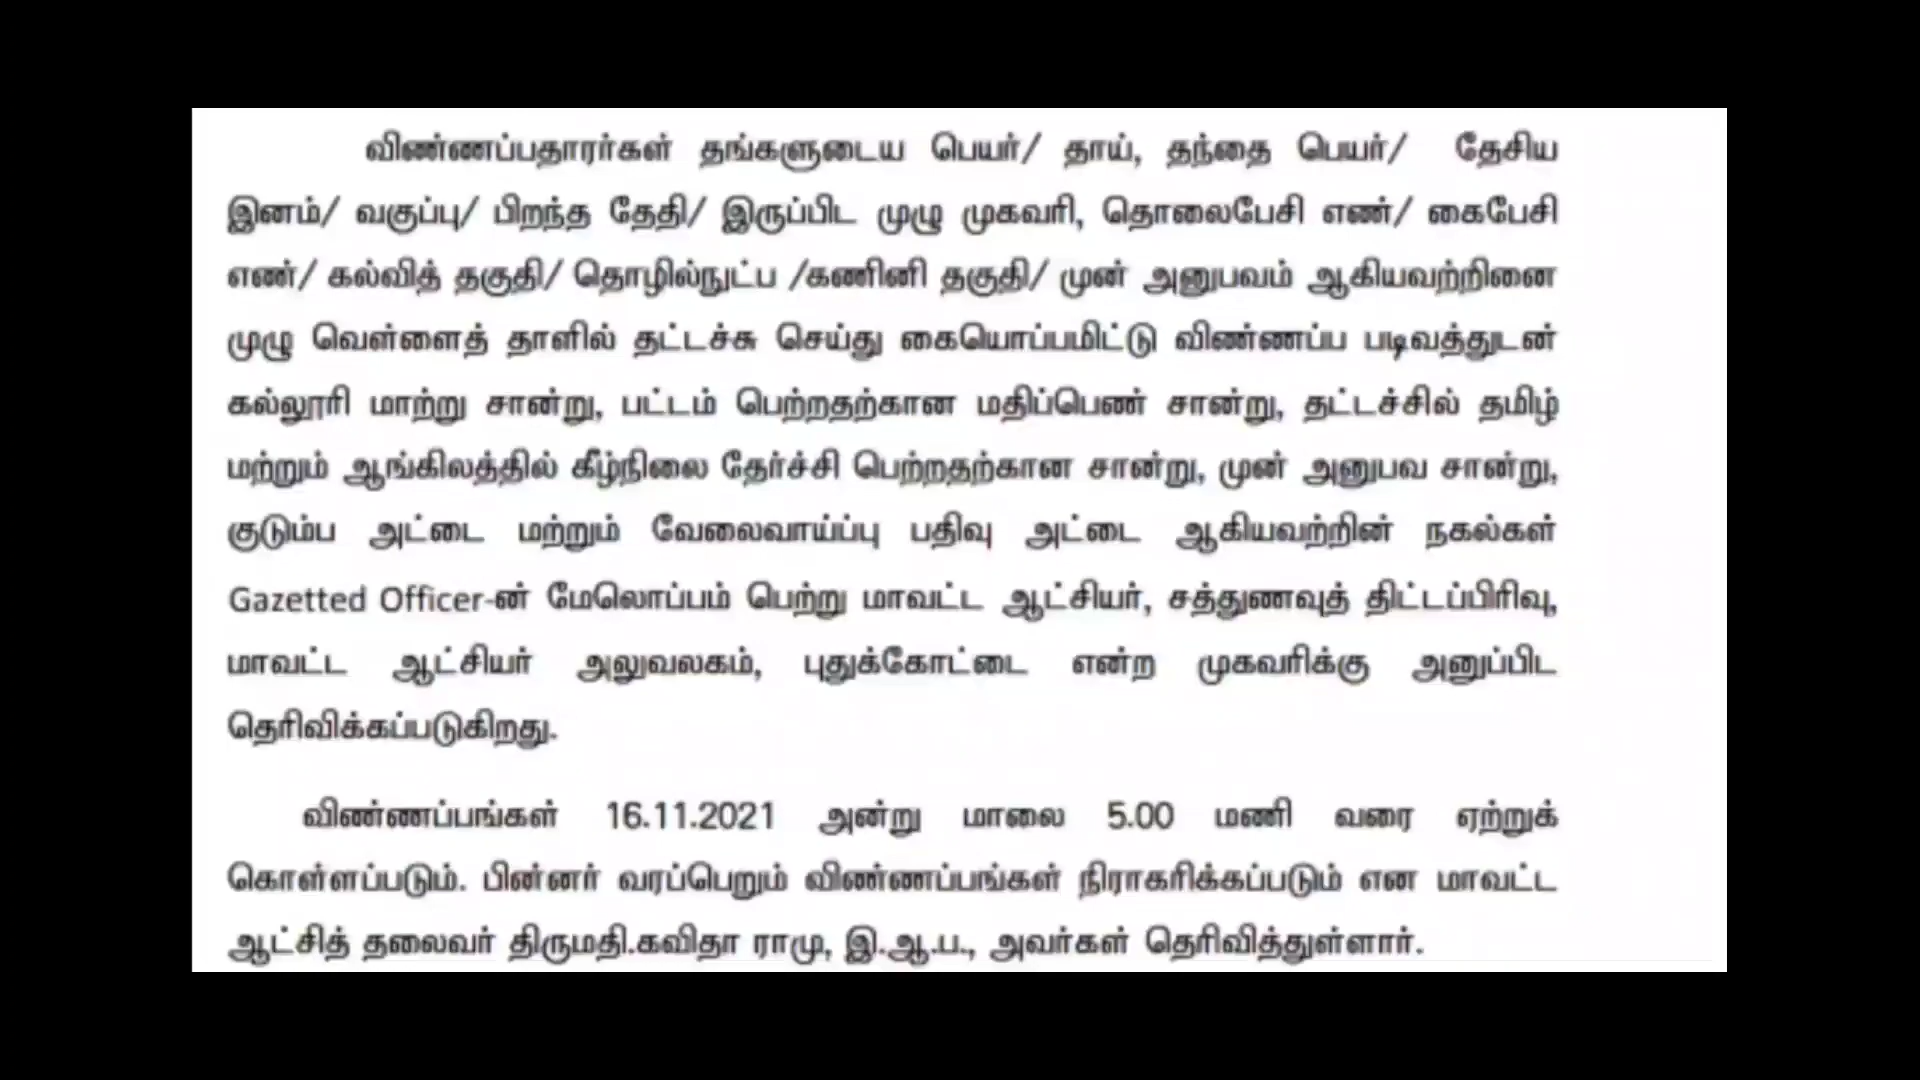 விண்ணப்பதாரர்கள் தங்களுடைய பெயர்/ தாய், தந்தை பெயர்/ தேசிய
இனம்/ வகுப்பு/ பிறந்த தேதி/ இருப்பிட முழு முகவரி, தொலைபேசி எண்/ கைபேசி
எண்/ கல்வித் தகுதி/ தொழில்நுட்ப /கணினி தகுதி/ முன் அனுபவம் ஆகியவற்றினை
முழு வெள்ளைத் தாளில் தட்டச்சு செய்து கையொப்பமிட்டு விண்ணப்ப படிவத்துடன்
கல்லூரி மாற்று சான்று, பட்டம் பெற்றதற்கான மதிப்பெண் சான்று, தட்டச்சில் தமிழ்
மற்றும் ஆங்கிலத்தில் கீழ்நிலை தேர்ச்சி பெற்றதற்கான சான்று, முன் அனுபவ சான்று,
குடும்ப அட்டை மற்றும் வேலைவாய்ப்பு பதிவு அட்டை ஆகியவற்றின் நகல்கள்
Gazetted Officer-ன் மேலொப்பம் பெற்று மாவட்ட ஆட்சியர், சத்துணவுத் திட்டப்பிரிவு,
மாவட்ட ஆட்சியர் அலுவலகம், புதுக்கோட்டை என்ற முகவரிக்கு அனுப்பிட
தெரிவிக்கப்படுகிறது.
விண்ணப்பங்கள் 16.11.2021 அன்று மாலை 5.00 மணி வரை ஏற்றுக்
கொள்ளப்படும். பின்னர் வரப்பெறும் விண்ணப்பங்கள் நிராகரிக்கப்படும் என மாவட்ட
ஆட்சித் தலைவர் திருமதி.கவிதா ராமு, இ.ஆ.ப., அவர்கள் தெரிவித்துள்ளார்.